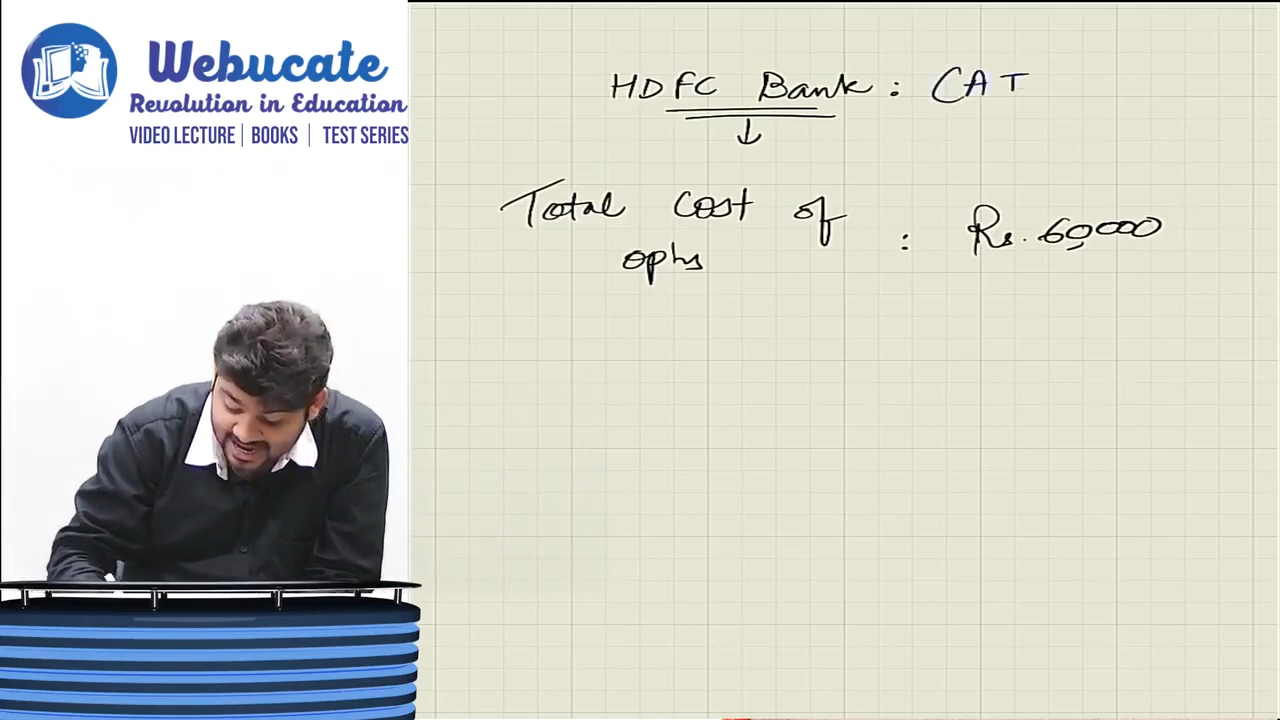 Webucate
Revolution in Education
VIDEO LECTURE | BOOKS | TEST SERIES
HDFC Bank : CAT
Total cost of
opns : Rs. 60,000